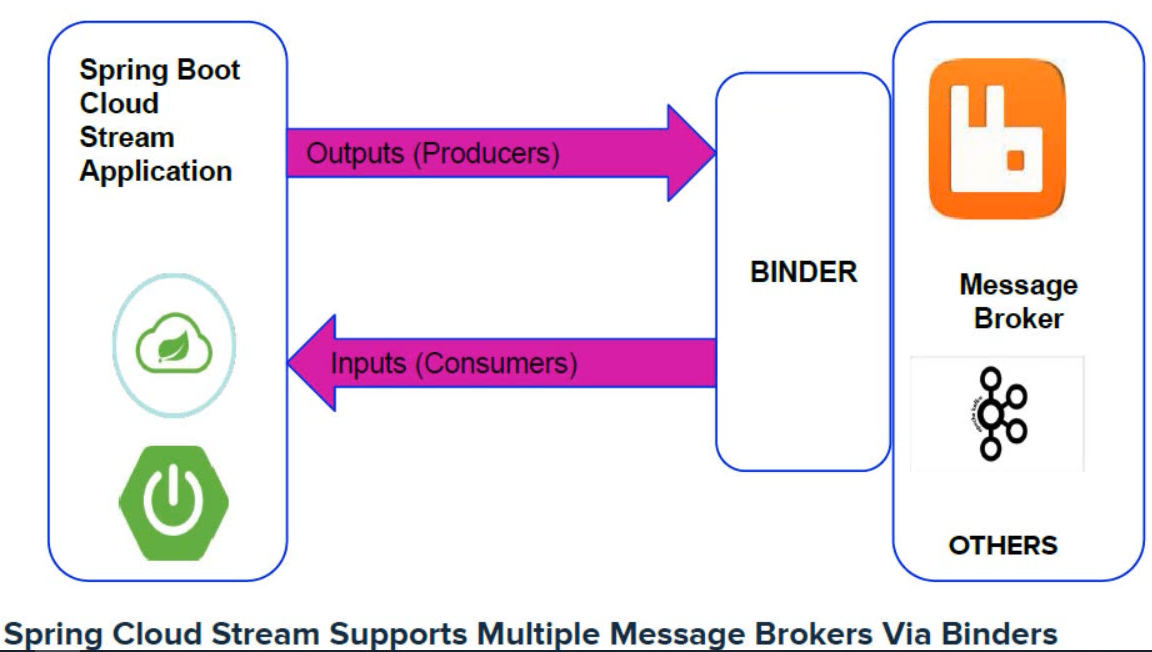 Spring Boot
Cloud
Stream
Application
Outputs (Producers)
Inputs (Consumers)
BINDER
Message
Broker
OTHERS
Spring Cloud Stream Supports Multiple Message Brokers Via Binders